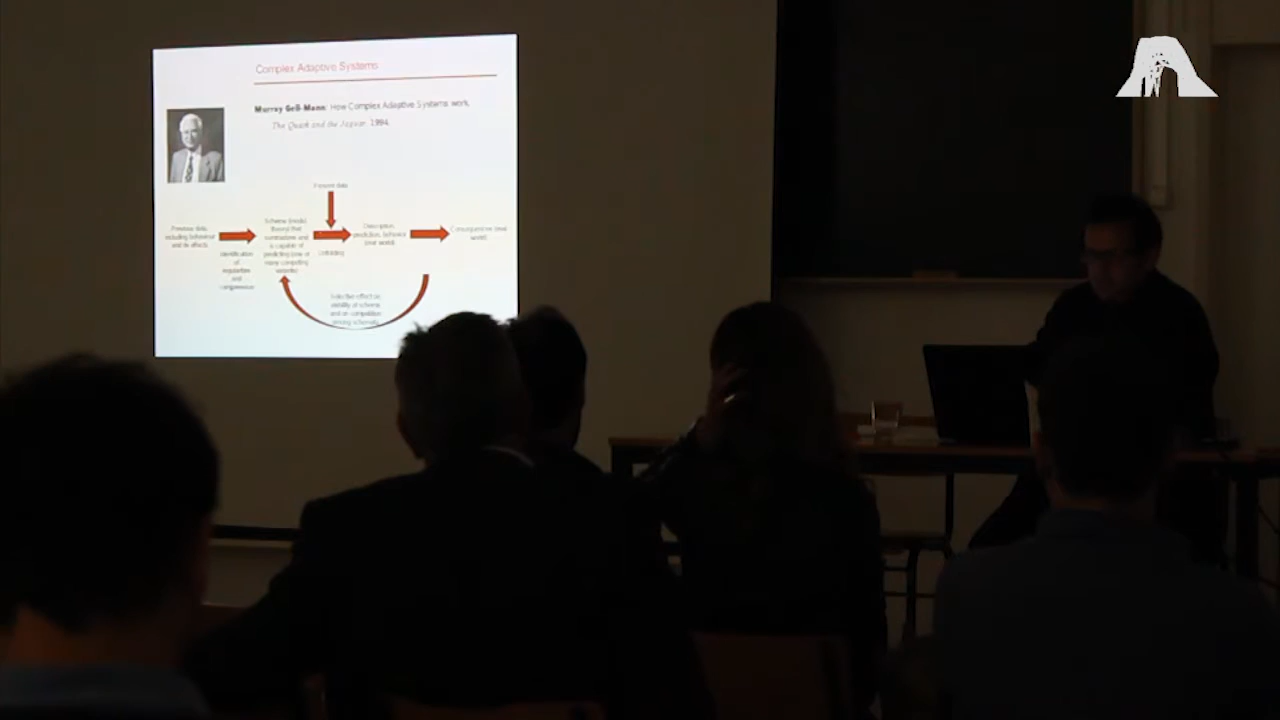 Complex Adaptive Systems
Murray Gell-Mann: How Complex Adaptive Systems work,
The Quark and the Jaguar. 1994.
Present data
Previous data,
including behaviour
and its effects
Identification
of
regularities
and
compression
Schema (model,
theory) that
summarizes and
is capable of
predicting (one of
many competing
variants)
Unfolding
Description,
prediction, behavior
(real world)
Consequences (real
world)
Selective effect on
viability of schema
and on competition
among schemata